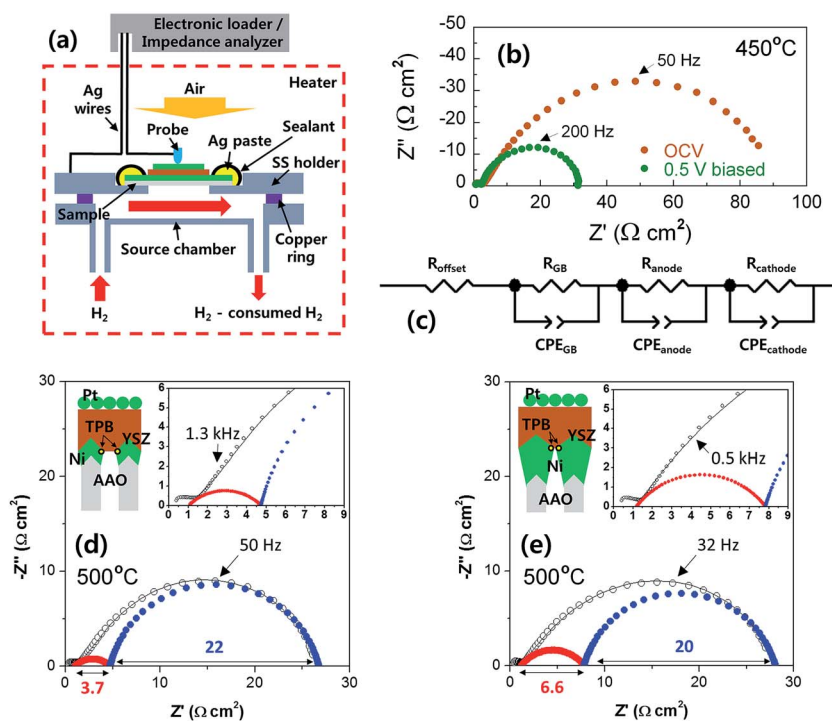 Electronic loader /
Impedance analyzer
(a)
Heater
Ag
wires
Air
Probe
Ag paste
Sealant
SS holder
Sample
Source chamber
Copper
ring
H2
H2 - consumed H2
(b)
450°C
-50
-40
-30
-20
-10
-0
Z'' (Ω cm²)
50 Hz
200 Hz
OCV
0.5 V biased
0 20 40 60 80 100
Z' (Ω cm²)
Roffset RGB Ranode Rcathode
(c)
CPEGB CPEanode CPEcathode
30
20
10
0
-Z'' (Ω cm²)
Pt
TPB YSZ
Ni
AAO
6
5
4
3
2
1
0
1.3 kHz
0 1 2 3 4 5 6 7 8 9
(d)
500°C
50 Hz
22
3.7
0 10 20 30
Z' (Ω cm²)
30
20
10
0
-Z'' (Ω cm²)
Pt
TPB YSZ
Ni
AAO
6
5
4
3
2
1
0
0.5 kHz
0 1 2 3 4 5 6 7 8 9
(e)
500°C
32 Hz
20
6.6
0 10 20 30
Z' (Ω cm²)